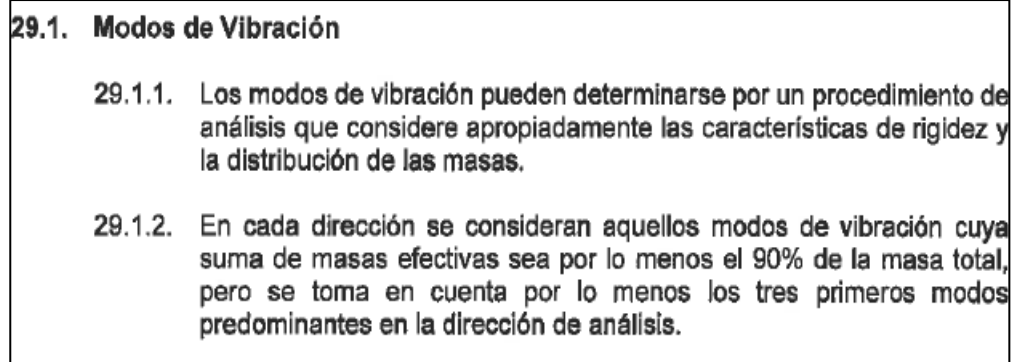 29.1. Modos de Vibración
29.1.1. Los modos de vibración pueden determinarse por un procedimiento de
análisis que considere apropiadamente las características de rigidez y
la distribución de las masas.
29.1.2. En cada dirección se consideran aquellos modos de vibración cuya
suma de masas efectivas sea por lo menos el 90% de la masa total,
pero se toma en cuenta por lo menos los tres primeros modos
predominantes en la dirección de análisis.